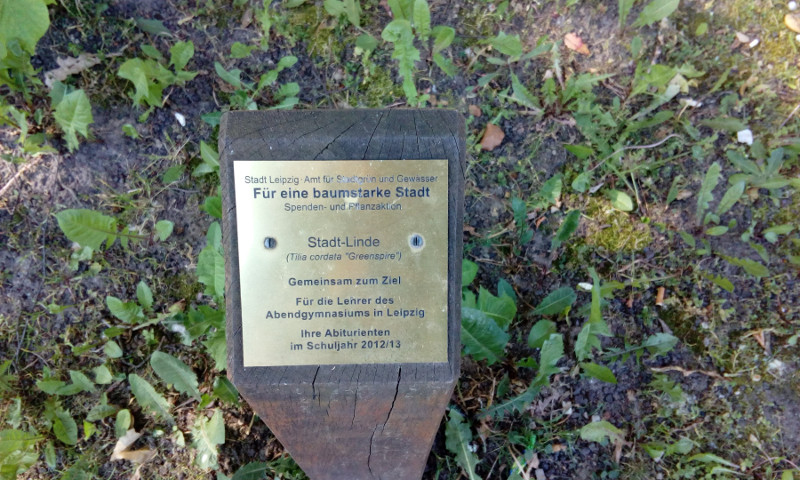 Stadt Leipzig · Amt für Stadtgrün und Gewässer
Für eine baumstarke Stadt
Spenden- und Pflanzaktion
Stadt-Linde
(Tilia cordata "Greenspire")
Gemeinsam zum Ziel
Für die Lehrer des
Abendgymnasiums in Leipzig
Ihre Abiturienten
im Schuljahr 2012/13